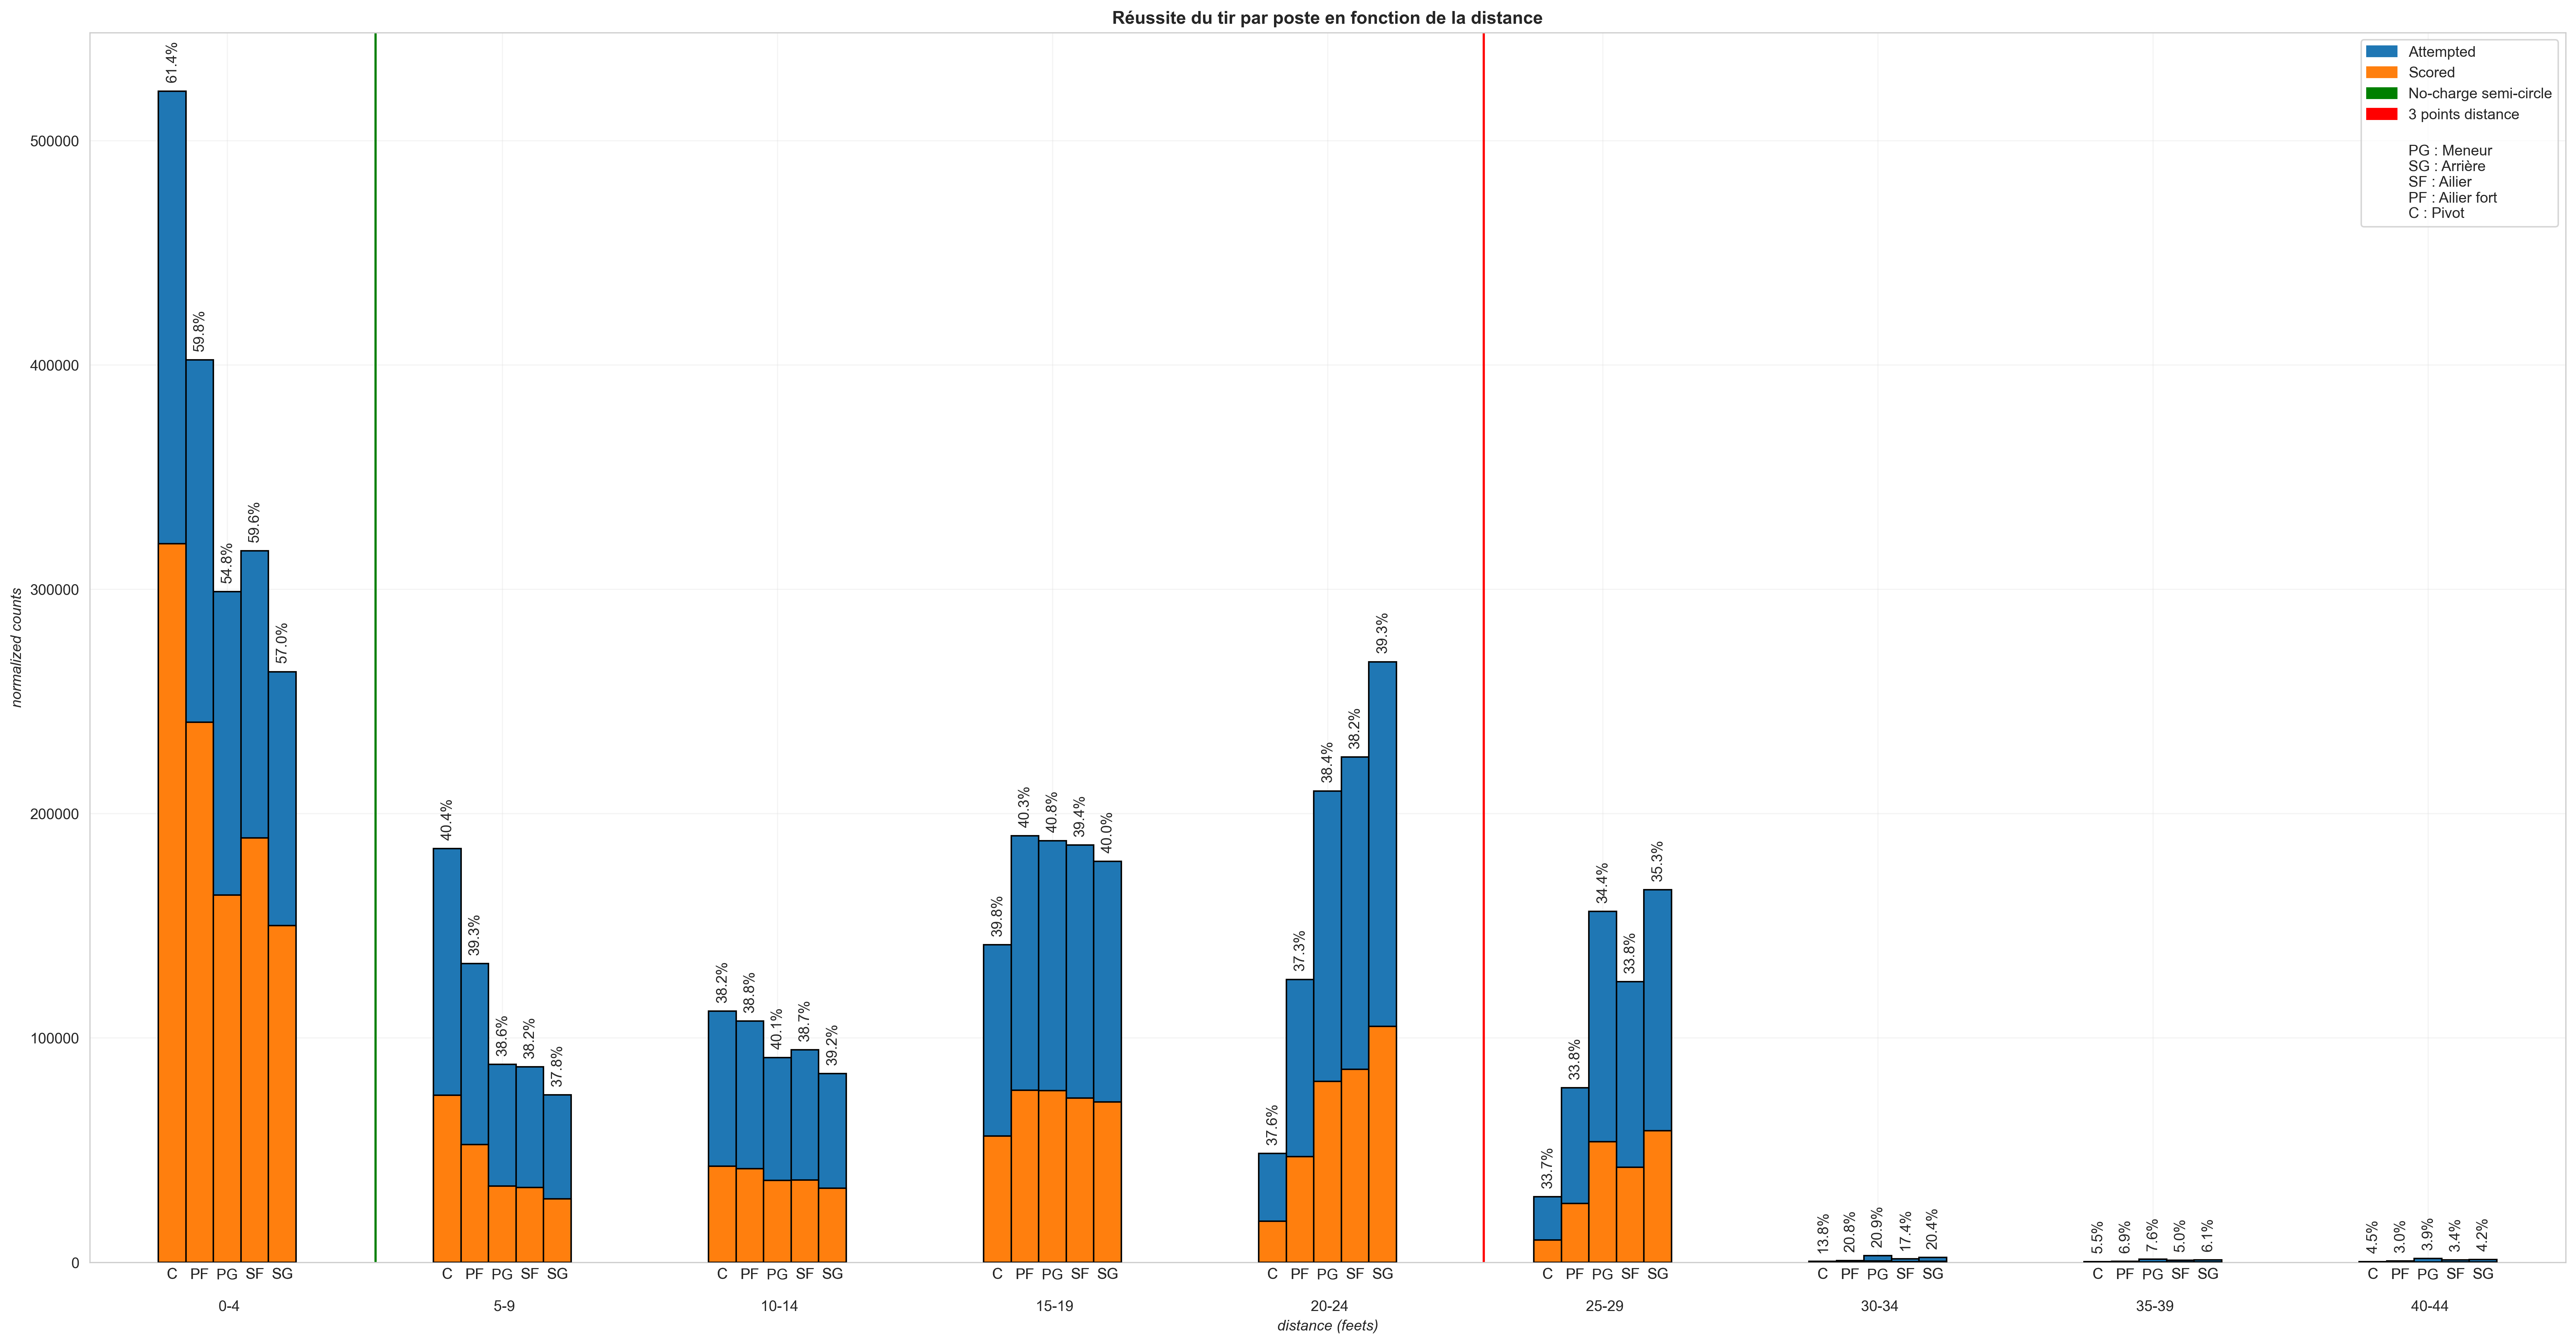 Réussite du tir par poste en fonction de la distance
Attempted
Scored
No-charge semi-circle
3 points distance
PG : Meneur
SG : Arrière
SF : Ailier
PF : Ailier fort
C : Pivot
normalized counts
500000
400000
300000
200000
100000
0
61.4% 59.8% 54.8% 59.6% 57.0%
40.4% 39.3% 38.6% 38.2% 37.8%
38.2% 38.8% 40.1% 38.7% 39.2%
39.8% 40.3% 40.8% 39.4% 40.0%
37.6% 37.3% 38.4% 38.2% 39.3%
33.7% 33.8% 34.4% 33.8% 35.3%
13.8% 20.8% 20.9% 17.4% 20.4%
5.5% 6.9% 7.6% 5.0% 6.1%
4.5% 3.0% 3.9% 3.4% 4.2%
C PF PG SF SG C PF PG SF SG C PF PG SF SG C PF PG SF SG C PF PG SF SG C PF PG SF SG C PF PG SF SG C PF PG SF SG C PF PG SF SG
0-4 5-9 10-14 15-19 20-24 25-29 30-34 35-39 40-44
distance (feets)